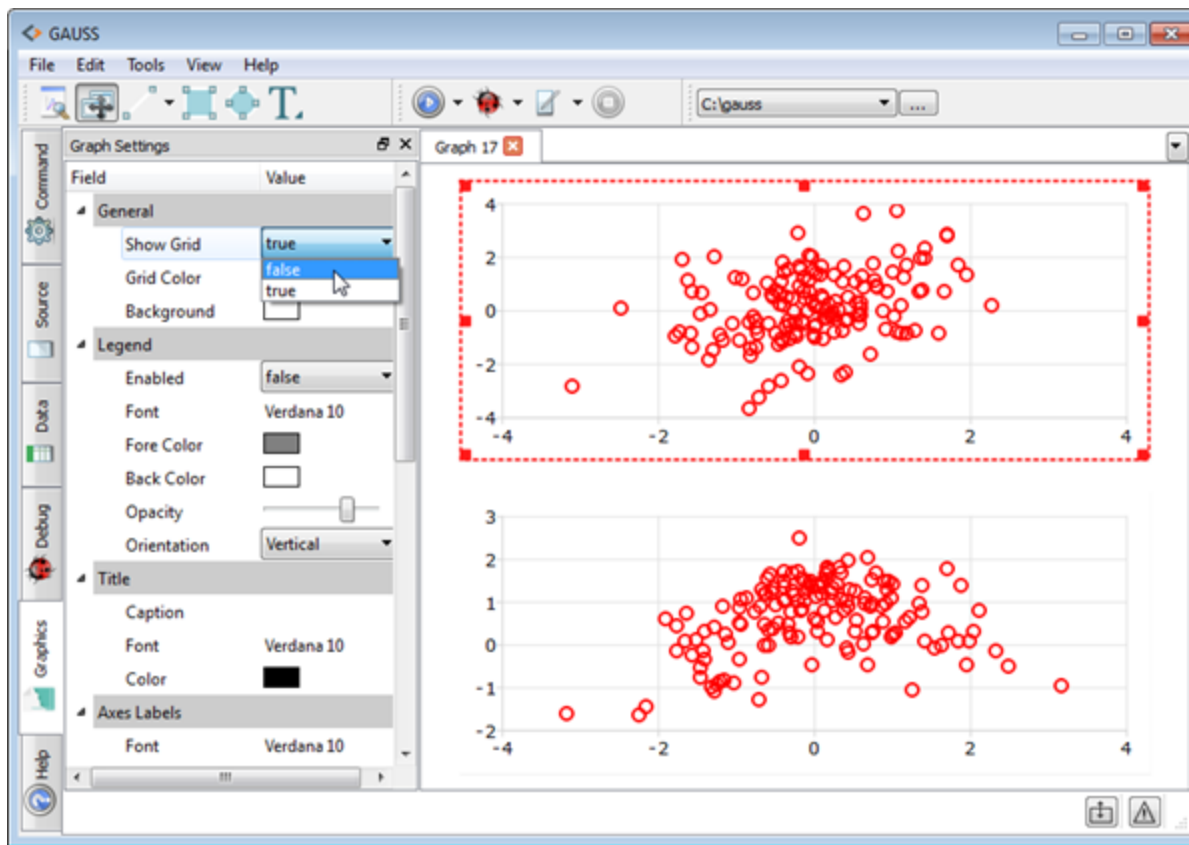 GAUSS
File Edit Tools View Help
T
C:\gauss ...
Command
Source
Data
Debug
Graphics
Help
Graph Settings
Field Value
General
Show Grid true
false
Grid Color
true
Background
Legend
Enabled false
Font Verdana 10
Fore Color
Back Color
Opacity
Orientation Vertical
Title
Caption
Font Verdana 10
Color
Axes Labels
Font Verdana 10
Graph 17
4
2
0
-2
-4
-4 -2 0 2 4
3
2
1
0
-1
-2
-4 -2 0 2 4